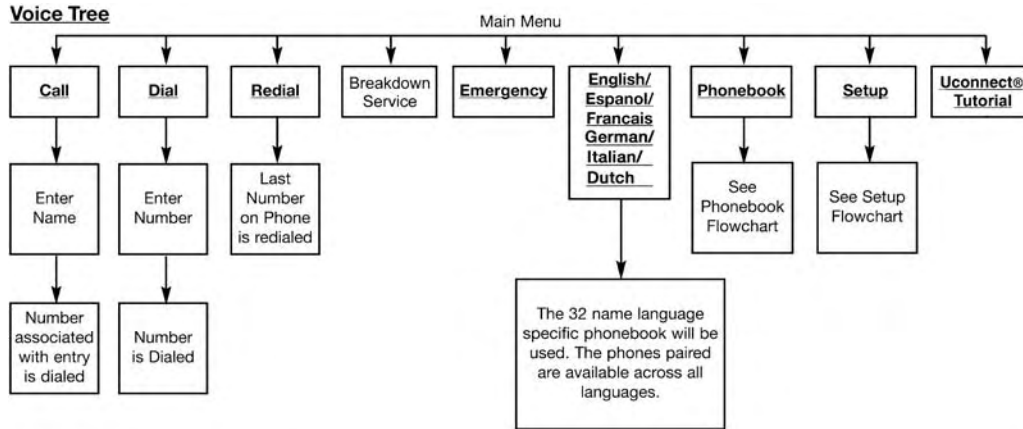 Voice Tree
Main Menu
Call
Dial
Redial
Breakdown
Service
Emergency
English/
Espanol/
Francais
German/
Italian/
Dutch
Phonebook
Setup
Uconnect®
Tutorial
Enter
Name
Enter
Number
Last
Number
on Phone
is redialed
See
Phonebook
Flowchart
See Setup
Flowchart
Number
associated
with entry
is dialed
Number
is Dialed
The 32 name language
specific phonebook will be
used. The phones paired
are available across all
languages.